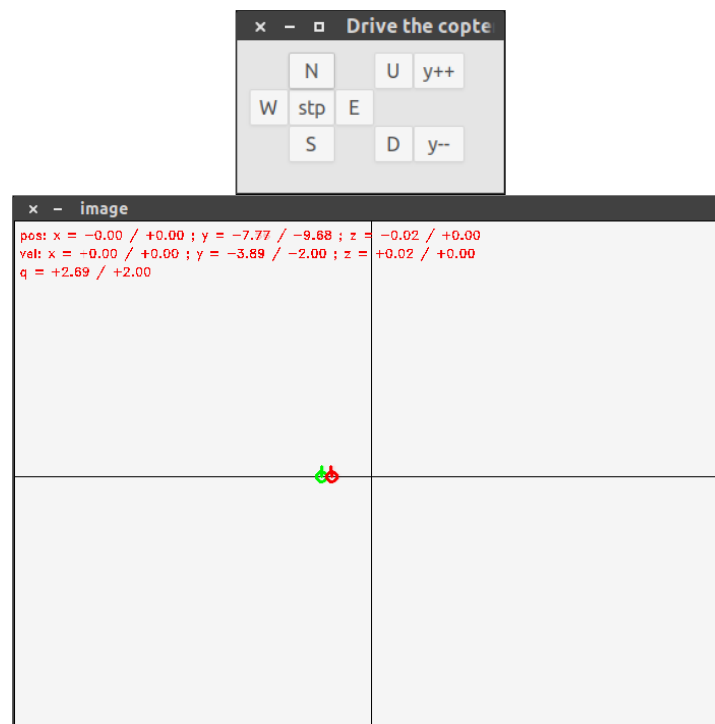 Drive the copte
N U y++
W stp E
S D y--
image
pos: x = -0.00 / +0.00 ; y = -7.77 / -9.68 ; z = -0.02 / +0.00
vel: x = +0.00 / +0.00 ; y = -3.89 / -2.00 ; z = +0.02 / +0.00
q = +2.69 / +2.00